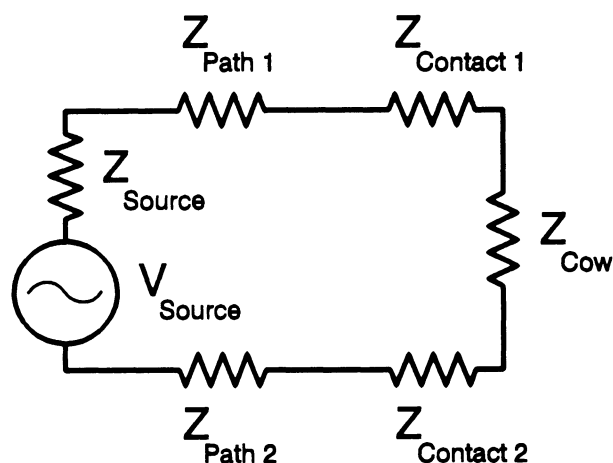 Z Path 1
Z Contact 1
Z Source
Z Cow
V Source
Z Path 2
Z Contact 2